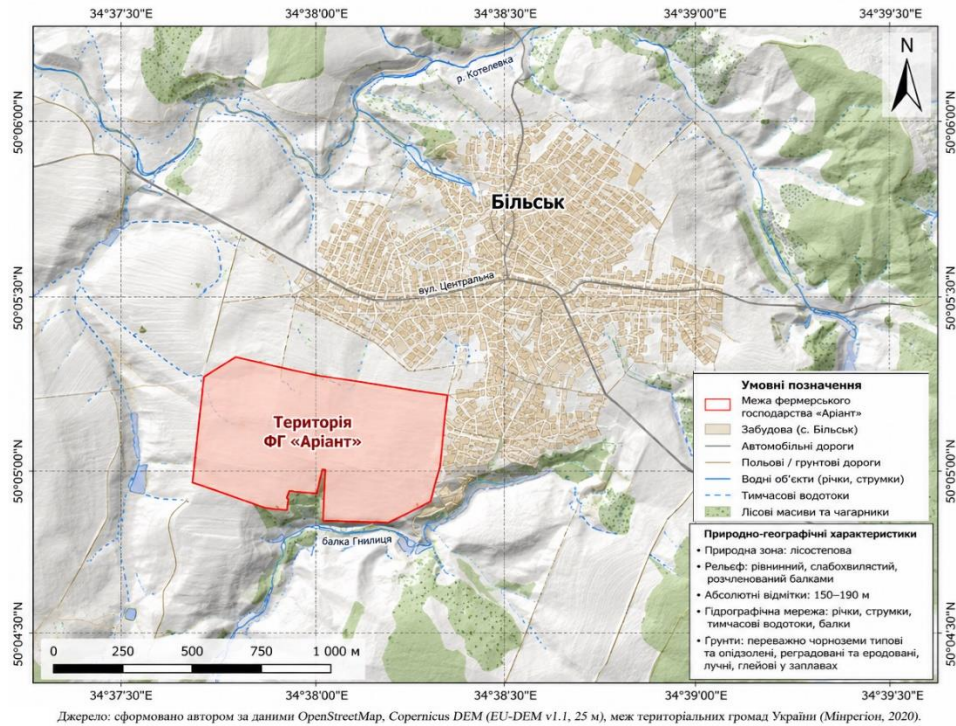 34°37'30"E 34°38'00"E 34°38'30"E 34°39'00"E 34°39'30"E
N
50°06'00"N 50°06'00"N
р. Котелевка
Більськ
вул. Центральна
50°05'30"N 50°05'30"N
Територія
ФГ «Аріант»
50°05'00"N 50°05'00"N
балка Гнилиця
50°04'30"N 50°04'30"N
Умовні позначення
Межа фермерського
господарства «Аріант»
Забудова (с. Більськ)
Автомобільні дороги
Польові / грунтові дороги
Водні об'єкти (річки, струмки)
Тимчасові водотоки
Лісові масиви та чагарники
Природно-географічні характеристики
• Природна зона: лісостепова
• Рельєф: рівнинний, слабохвилястий,
розчленований балками
• Абсолютні відмітки: 150–190 м
• Гідрографічна мережа: річки, струмки,
тимчасові водотоки, балки
• Грунти: переважно чорноземи типові
та опідзолені, реградовані та еродовані,
лучні, глейові у заплавах
0 250 500 750 1 000 м
34°37'30"E 34°38'00"E 34°38'30"E 34°39'00"E 34°39'30"E
Джерело: сформовано автором за даними OpenStreetMap, Copernicus DEM (EU-DEM v1.1, 25 м), меж територіальних громад України (Мінрегіон, 2020).